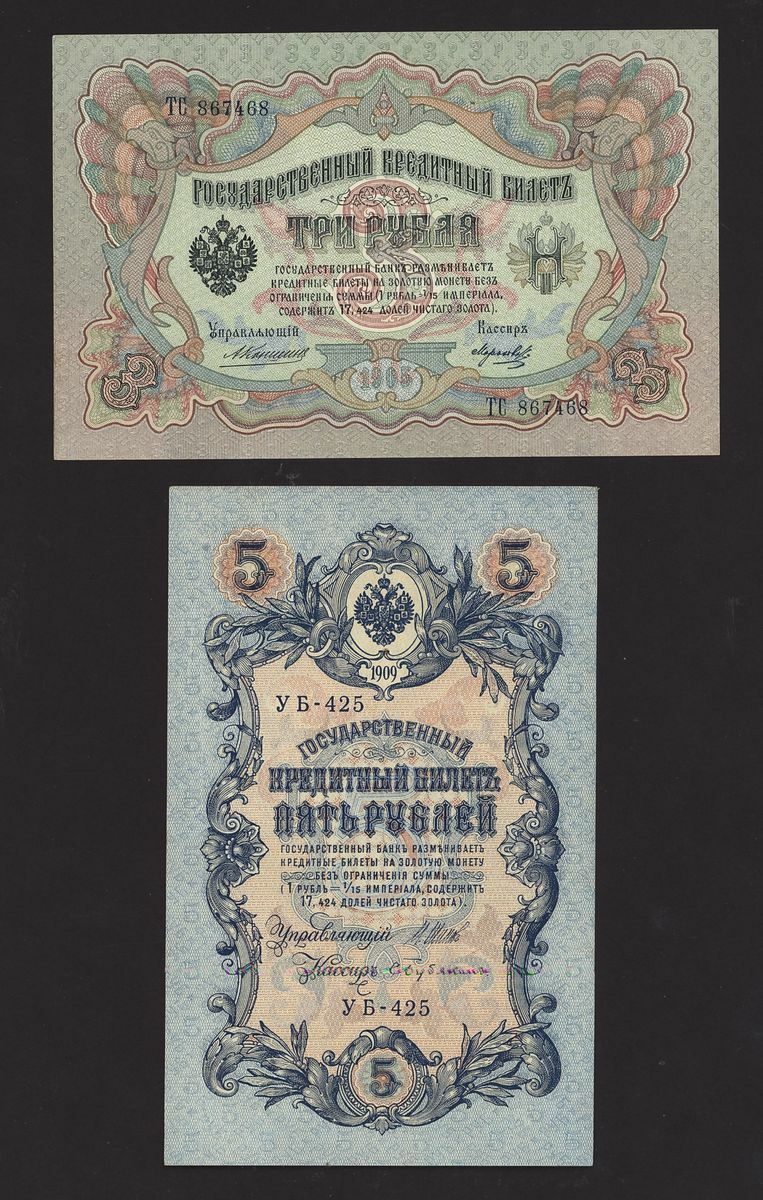 ТС 867468
ГОСУДАРСТВЕННЫЙ КРЕДИТНЫЙ БИЛЕТЪ
ТРИ РУБЛЯ
ГОСУДАРСТВЕННЫЙ БАНКЪ РАЗМѢНИВАЕТЪ
КРЕДИТНЫЕ БИЛЕТЫ НА ЗОЛОТУЮ МОНЕТУ БЕЗЪ
ОГРАНИЧЕНІЯ СУММЫ (1 РУБЛЬ = 1/15 ИМПЕРІАЛА,
СОДЕРЖИТЪ 17,424 ДОЛЕЙ ЧИСТАГО ЗОЛОТА).
Управляющій Кассиръ
3 1905 3
ТС 867468
5 5
1909
УБ-425
ГОСУДАРСТВЕННЫЙ
КРЕДИТНЫЙ БИЛЕТЪ
ПЯТЬ РУБЛЕЙ
ГОСУДАРСТВЕННЫЙ БАНКЪ РАЗМѢНИВАЕТЪ
КРЕДИТНЫЕ БИЛЕТЫ НА ЗОЛОТУЮ МОНЕТУ
БЕЗЪ ОГРАНИЧЕНІЯ СУММЫ
(1 РУБЛЬ = 1/15 ИМПЕРІАЛА, СОДЕРЖИТЪ
17,424 ДОЛЕЙ ЧИСТАГО ЗОЛОТА).
Управляющій
Кассиръ
УБ-425
5